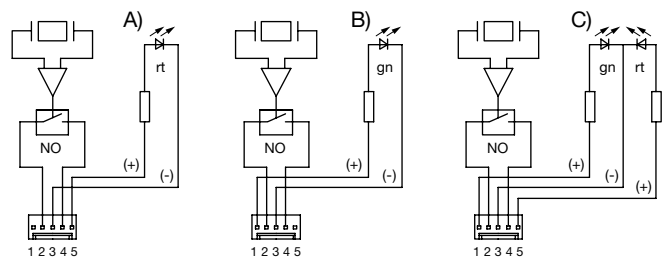 A) B) C)
rt gn gn rt
NO NO NO
(+) (+) (+)
(-) (-) (-)
(+)
1 2 3 4 5 1 2 3 4 5 1 2 3 4 5